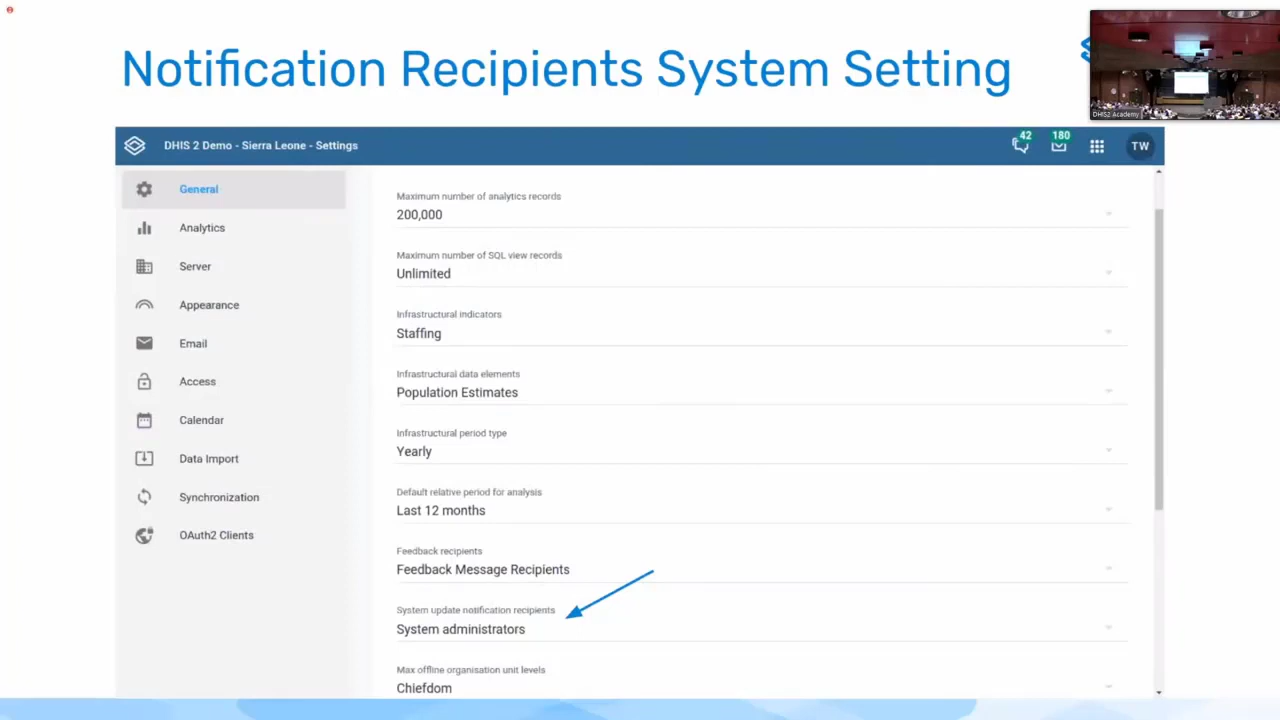 Notification Recipients System Setting
DHIS2 Academy
DHIS 2 Demo - Sierra Leone - Settings
42
180
TW
General
Analytics
Server
Appearance
Email
Access
Calendar
Data Import
Synchronization
OAuth2 Clients
Maximum number of analytics records
200,000
Maximum number of SQL view records
Unlimited
Infrastructural indicators
Staffing
Infrastructural data elements
Population Estimates
Infrastructural period type
Yearly
Default relative period for analysis
Last 12 months
Feedback recipients
Feedback Message Recipients
System update notification recipients
System administrators
Max offline organisation unit levels
Chiefdom